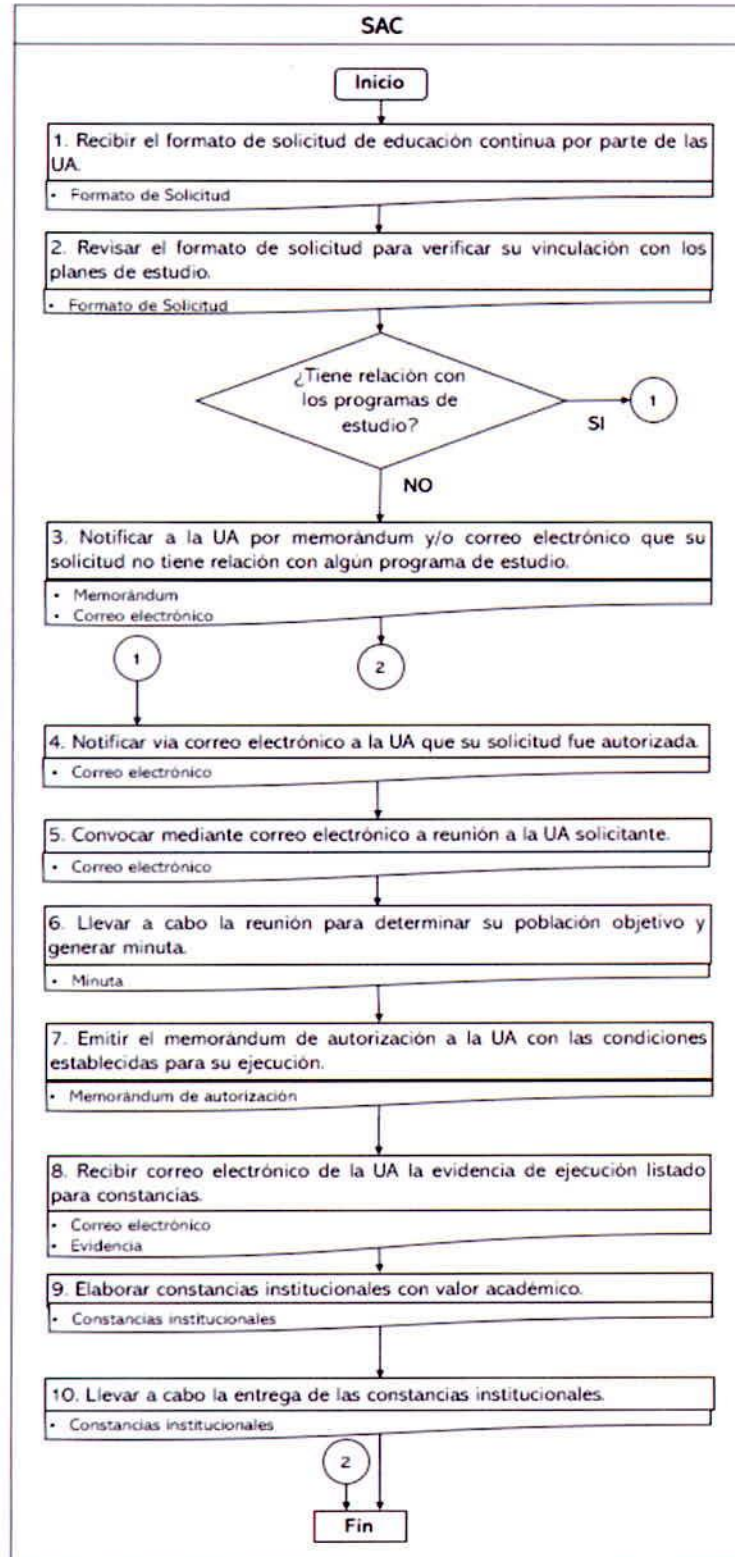 SAC
Inicio
1. Recibir el formato de solicitud de educación continua por parte de las
UA.
• Formato de Solicitud
2. Revisar el formato de solicitud para verificar su vinculación con los
planes de estudio.
• Formato de Solicitud
¿Tiene relación con
los programas de
estudio?
1
SI
NO
3. Notificar a la UA por memorándum y/o correo electrónico que su
solicitud no tiene relación con algún programa de estudio.
• Memorándum
• Correo electrónico
1
2
4. Notificar via correo electrónico a la UA que su solicitud fue autorizada.
• Correo electrónico
5. Convocar mediante correo electrónico a reunión a la UA solicitante.
• Correo electrónico
6. Llevar a cabo la reunión para determinar su población objetivo y
generar minuta.
• Minuta
7. Emitir el memorándum de autorización a la UA con las condiciones
establecidas para su ejecución.
• Memorándum de autorización
8. Recibir correo electrónico de la UA la evidencia de ejecución listado
para constancias.
• Correo electrónico
• Evidencia
9. Elaborar constancias institucionales con valor académico.
• Constancias institucionales
10. Llevar a cabo la entrega de las constancias institucionales.
• Constancias institucionales
2
Fin